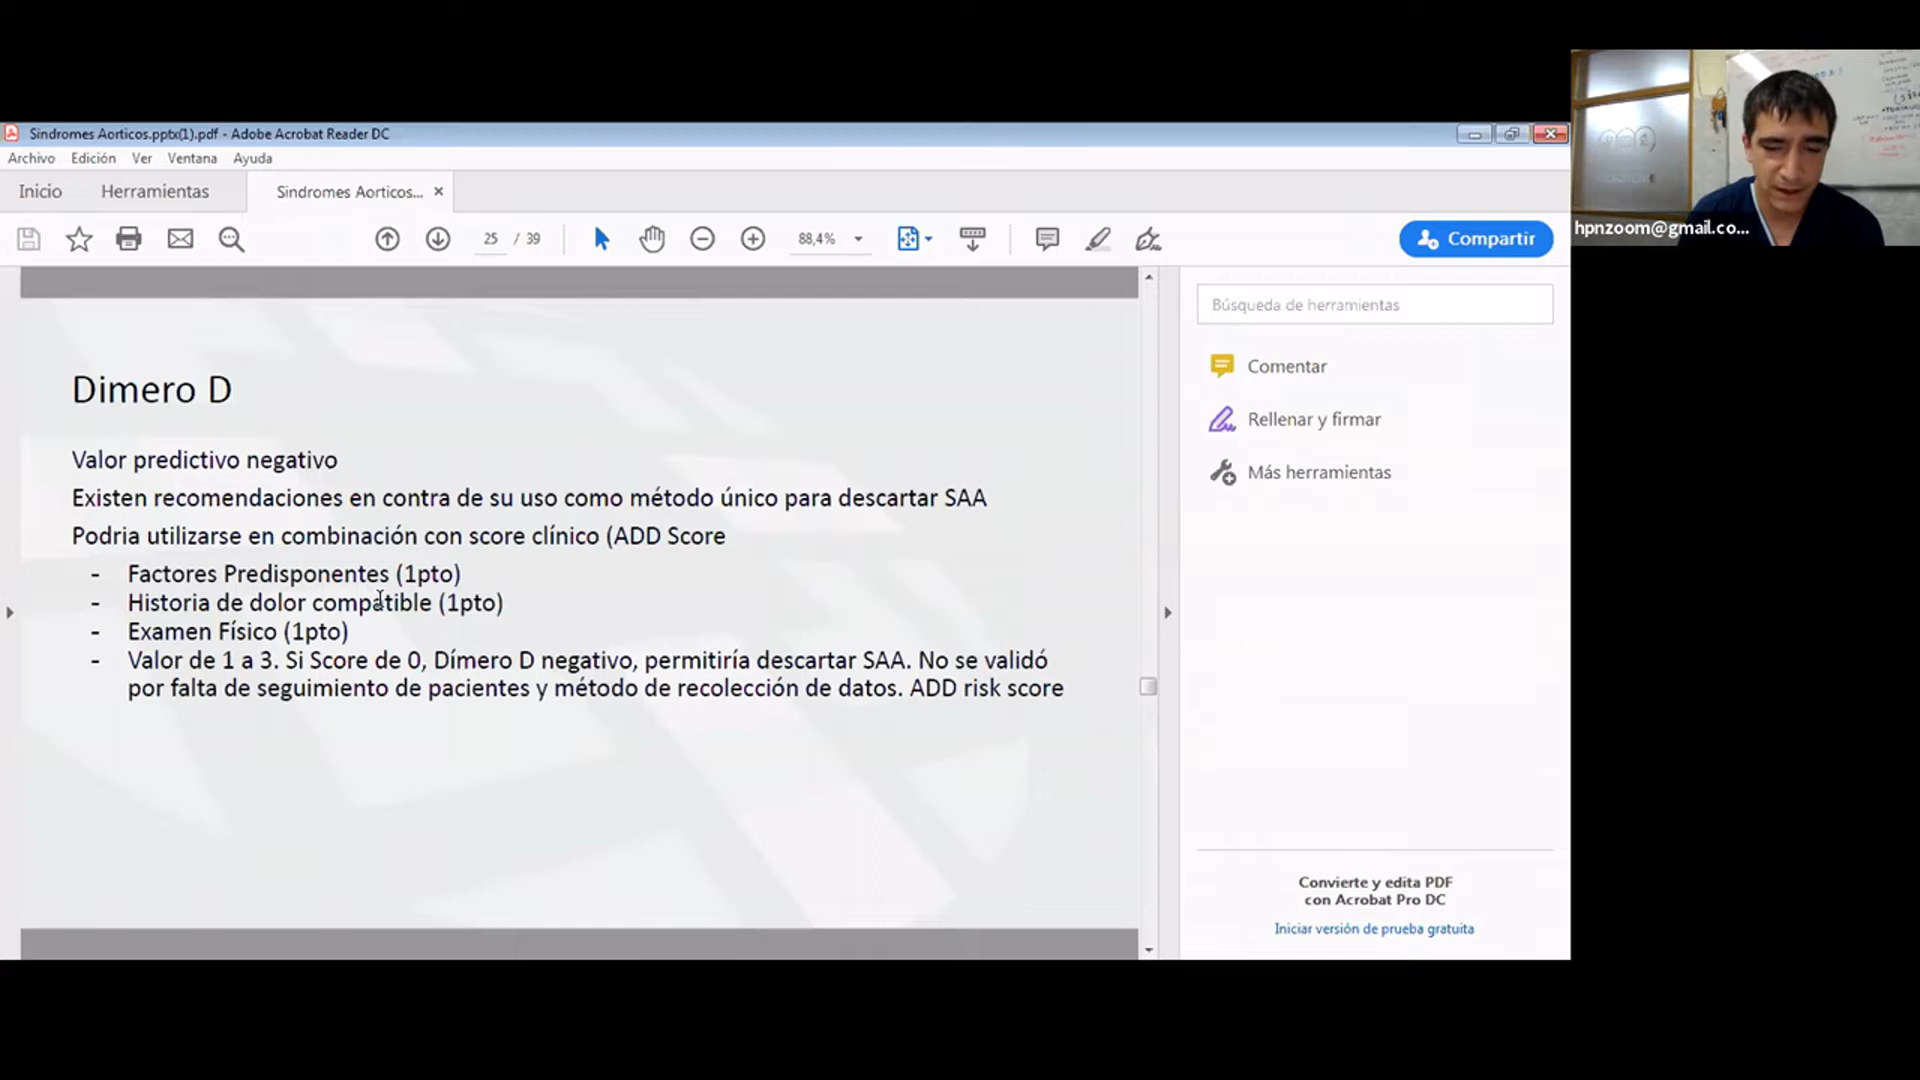 Sindromes Aorticos.pptx(1).pdf - Adobe Acrobat Reader DC
Archivo Edición Ver Ventana Ayuda
Inicio Herramientas Sindromes Aorticos... ×
25 / 39 88,4% Compartir
hpnzoom@gmail.co...
Búsqueda de herramientas
Comentar
Rellenar y firmar
Más herramientas
Dimero D
Valor predictivo negativo
Existen recomendaciones en contra de su uso como método único para descartar SAA
Podria utilizarse en combinación con score clínico (ADD Score
- Factores Predisponentes (1pto)
- Historia de dolor compatible (1pto)
- Examen Físico (1pto)
- Valor de 1 a 3. Si Score de 0, Dímero D negativo, permitiría descartar SAA. No se validó
por falta de seguimiento de pacientes y método de recolección de datos. ADD risk score
Convierte y edita PDF
con Acrobat Pro DC
Iniciar versión de prueba gratuita